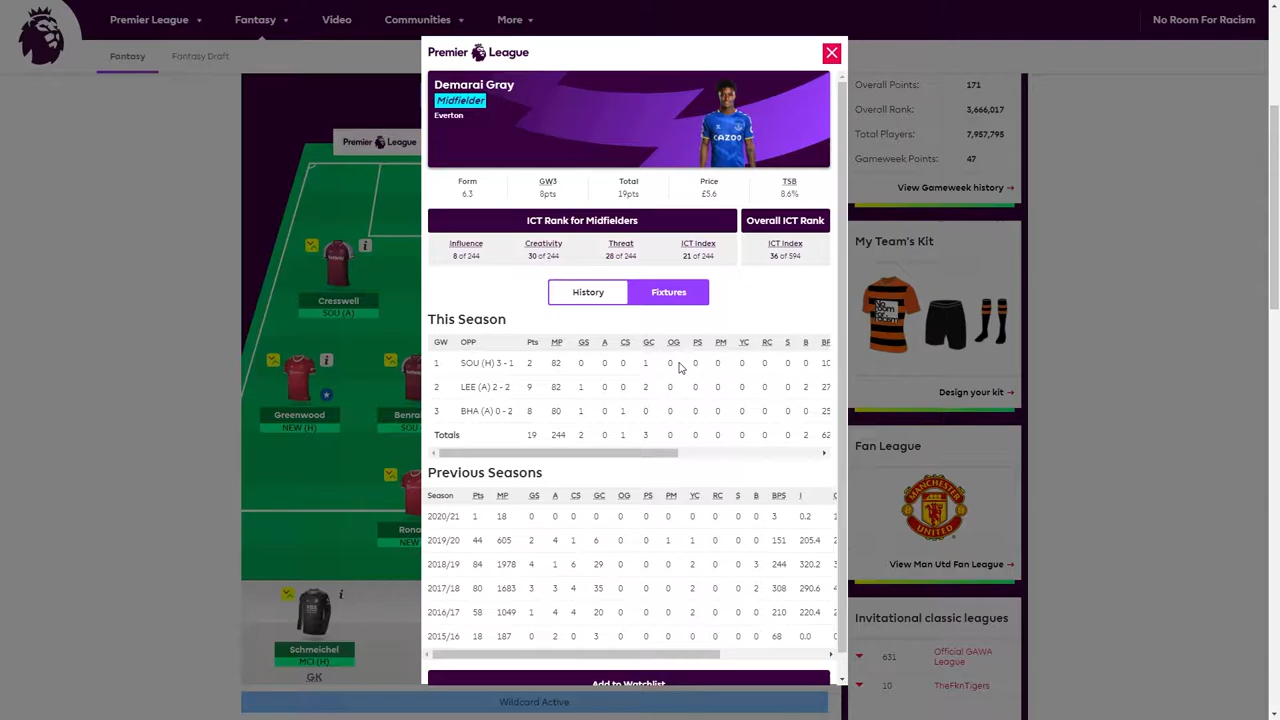 Premier League Fantasy Video Communities More No Room For Racism
Fantasy Fantasy Draft
Premier League
Demarai Gray
Midfielder
Everton
CAZOO
Form GW3 Total Price TSB
6.3 8pts 19pts £5.6 8.6%
ICT Rank for Midfielders Overall ICT Rank
Influence Creativity Threat ICT Index ICT Index
8 of 244 30 of 244 28 of 244 21 of 244 36 of 594
History Fixtures
This Season
GW OPP Pts MP GS A CS GC OG PS PM YC RC S B BP
1 SOU (H) 3 - 1 2 82 0 0 0 1 0 0 0 0 0 0 0 10
2 LEE (A) 2 - 2 9 82 1 0 0 2 0 0 0 0 0 0 2 27
3 BHA (A) 0 - 2 8 80 1 0 1 0 0 0 0 0 0 0 0 25
Totals 19 244 2 0 1 3 0 0 0 0 0 0 2 62
Previous Seasons
Season Pts MP GS A CS GC OG PS PM YC RC S B BPS I
2020/21 1 18 0 0 0 0 0 0 0 0 0 0 0 3 0.2
2019/20 44 605 2 4 1 6 0 0 1 1 0 0 0 151 205.4
2018/19 84 1978 4 1 6 29 0 0 0 2 0 0 3 244 320.2
2017/18 80 1683 3 3 4 35 0 0 0 2 0 0 2 308 290.6
2016/17 58 1049 1 4 4 20 0 0 0 2 0 0 2 210 220.4
2015/16 18 187 0 2 0 3 0 0 0 0 0 0 0 68 0.0
Add to Watchlist
Premier League
Cresswell
SOU (A)
Greenwood
NEW (H)
Benra
SOU
Rona
NEW
Schmeichel
MCI (H)
GK
Wildcard Active
Overall Points: 171
Overall Rank: 3,666,017
Total Players: 7,957,795
Gameweek Points: 47
View Gameweek history →
My Team's Kit
Design your kit →
Fan League
MANCHESTER
UNITED
View Man Utd Fan League →
Invitational classic leagues
631 Official GAWA
League
10 TheFknTigers